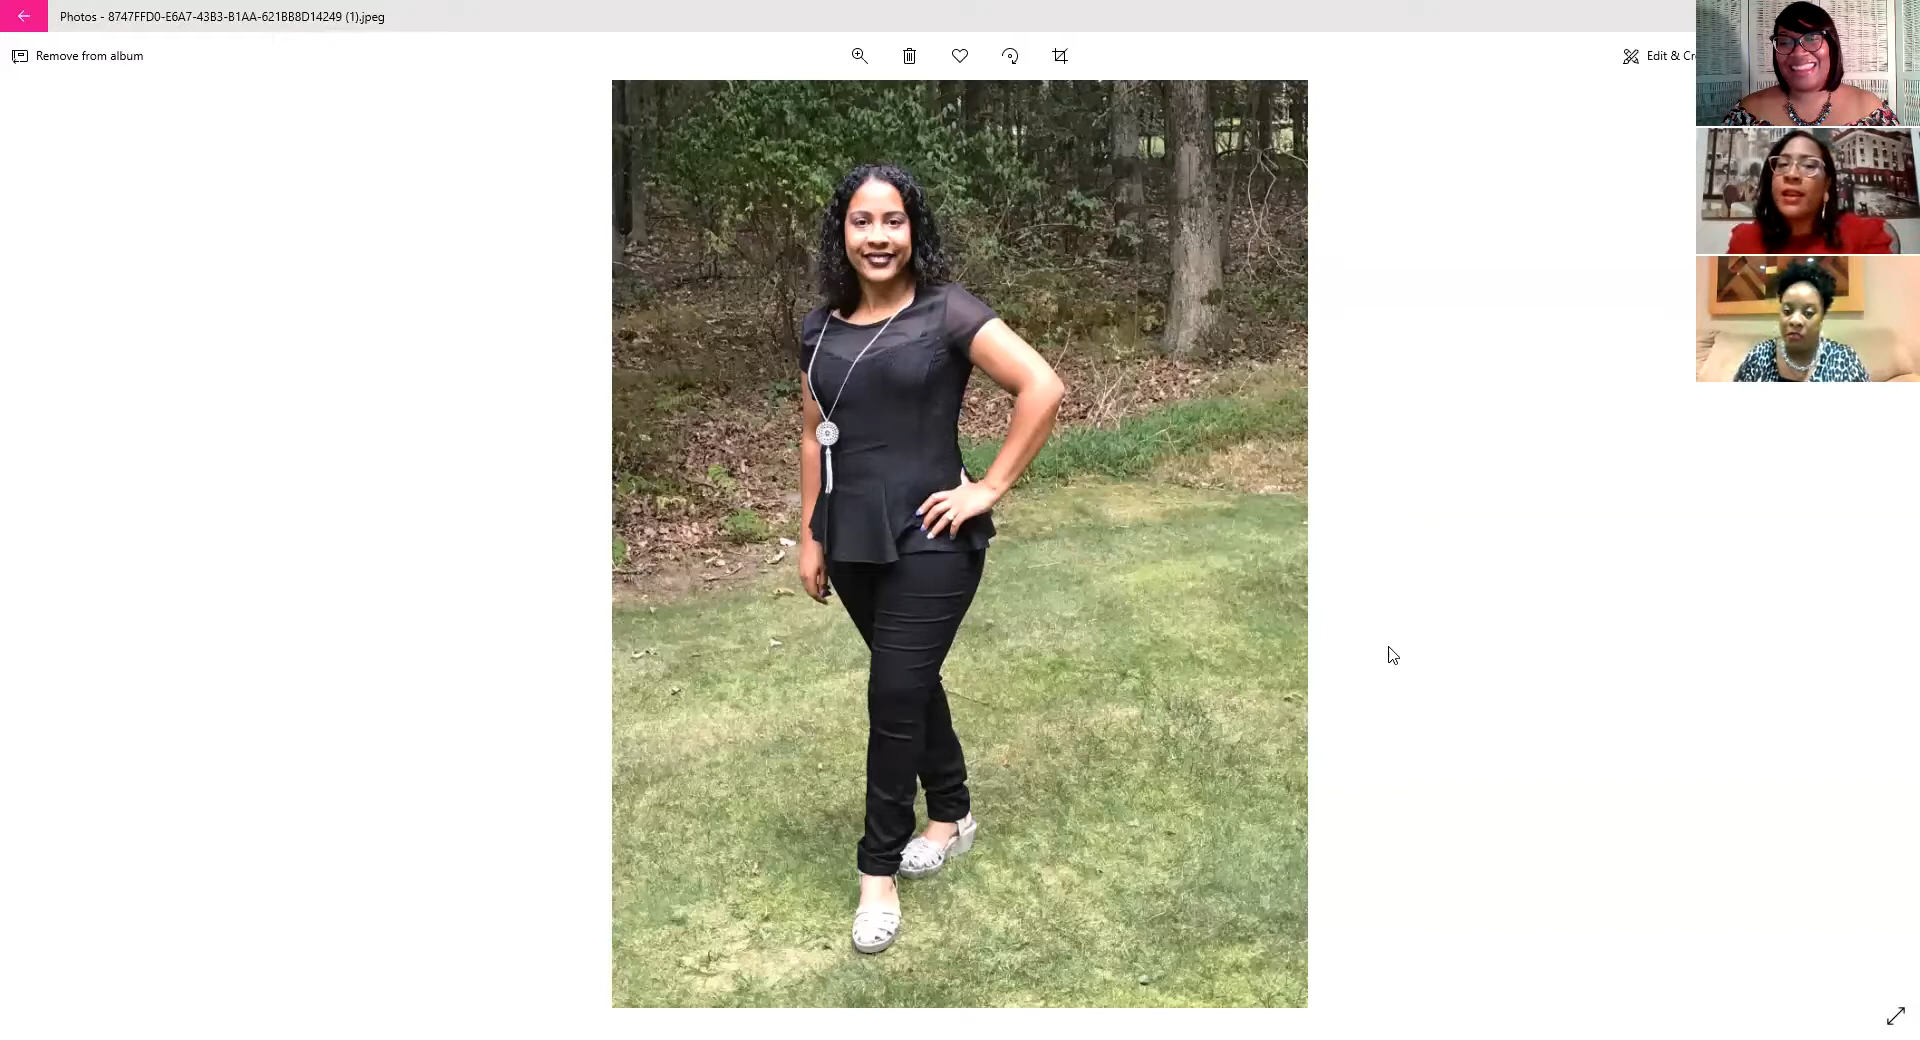 Photos - 8747FFD0-E6A7-43B3-B1AA-621BB8D14249 (1).jpeg
Remove from album
Edit & Cr